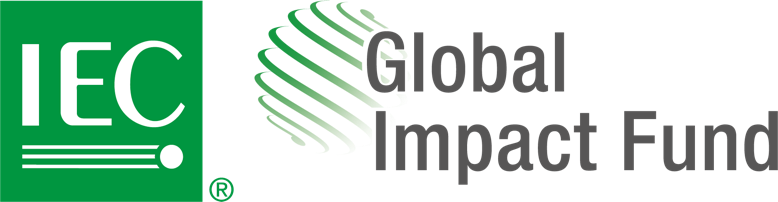 IEC
®
Global
Impact Fund